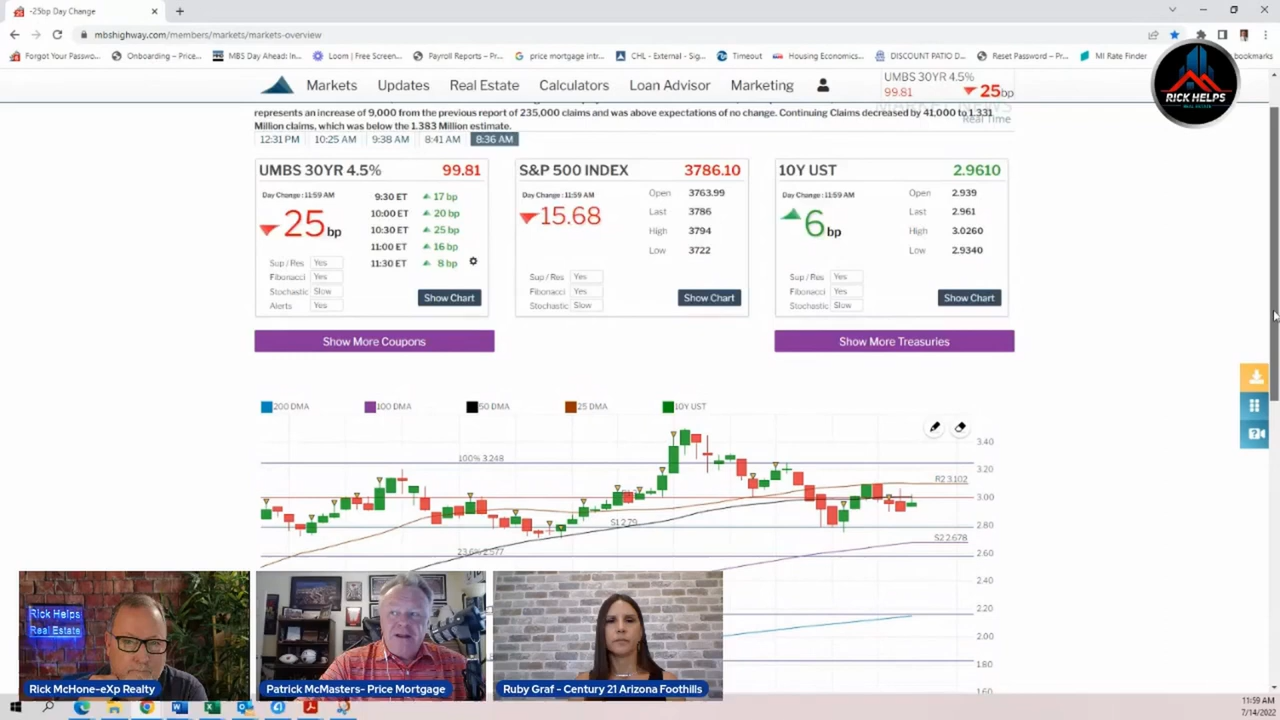 -25bp Day Change
mbshighway.com/members/markets/markets-overview
Forgot Your Passwo...
Onboarding – Price...
MBS Day Ahead: In...
Loom | Free Screen...
Payroll Reports – P...
price mortgage intr...
CHL - External - Sig...
Timeout
Housing Economics...
DISCOUNT PATIO D...
Reset Password – P...
MI Rate Finder
bookmarks
Markets
Updates
Real Estate
Calculators
Loan Advisor
Marketing
UMBS 30YR 4.5%
99.81
25bp
RICK HELPS
REAL ESTATE
Real Time
represents an increase of 9,000 from the previous report of 235,000 claims and was above expectations of no change. Continuing Claims decreased by 41,000 to 1.331
Million claims, which was below the 1.383 Million estimate.
12:31 PM
10:25 AM
9:38 AM
8:41 AM
8:36 AM
UMBS 30YR 4.5%
99.81
Day Change : 11:59 AM
25 bp
9:30 ET
17 bp
10:00 ET
20 bp
10:30 ET
25 bp
11:00 ET
16 bp
11:30 ET
8 bp
Sup / Res
Yes
Fibonacci
Yes
Stochastic
Slow
Alerts
Yes
Show Chart
S&P 500 INDEX
3786.10
Day Change : 11:59 AM
15.68
Open
3763.99
Last
3786
High
3794
Low
3722
Sup / Res
Yes
Fibonacci
Yes
Stochastic
Slow
Show Chart
10Y UST
2.9610
Day Change : 11:59 AM
6 bp
Open
2.939
Last
2.961
High
3.0260
Low
2.9340
Sup / Res
Yes
Fibonacci
Yes
Stochastic
Slow
Show Chart
Show More Coupons
Show More Treasuries
200 DMA
100 DMA
50 DMA
25 DMA
10Y UST
3.40
3.20
3.00
2.80
2.60
2.40
2.20
2.00
1.80
1.60
100% 3.248
R2 3.102
S1 2.79
S2 2.678
23.6% 2.577
Rick Helps
Real Estate
Rick McHone-eXp Realty
Patrick McMasters- Price Mortgage
Ruby Graf - Century 21 Arizona Foothills
11:59 AM
7/14/2022